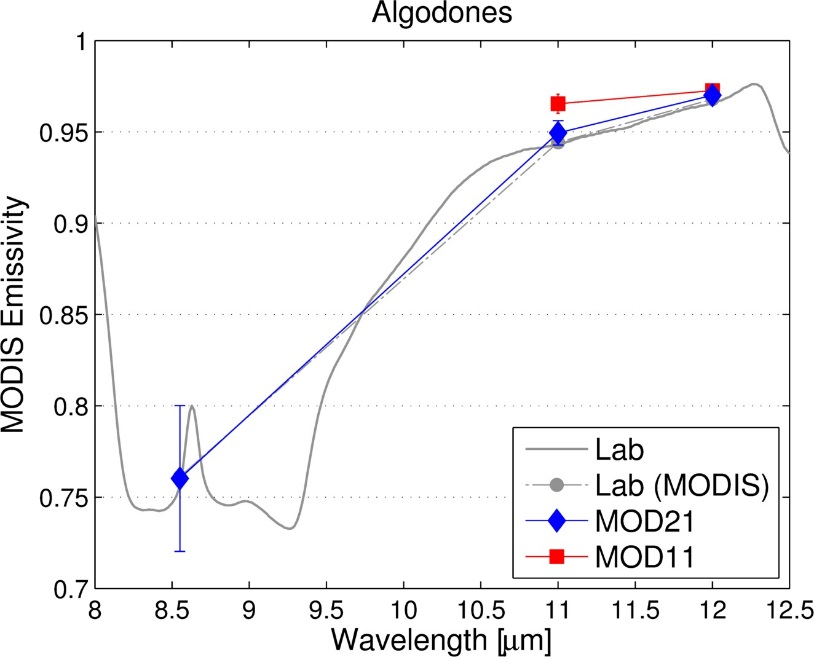 Algodones
1
0.95
0.9
0.85
0.8
0.75
0.7
MODIS Emissivity
Lab
Lab (MODIS)
MOD21
MOD11
8 8.5 9 9.5 10 10.5 11 11.5 12 12.5
Wavelength [μm]